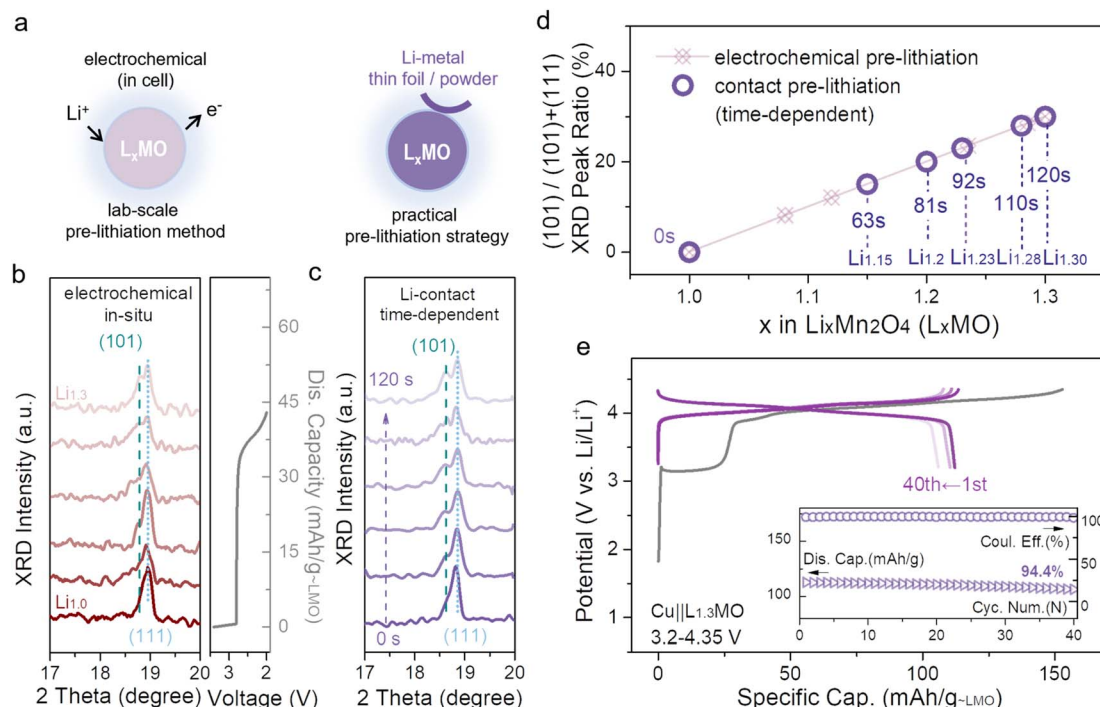 a
electrochemical
(in cell)
Li⁺
e⁻
LₓMO
lab-scale
pre-lithiation method
Li-metal
thin foil / powder
LₓMO
practical
pre-lithiation strategy
b
electrochemical
in-situ
(101)
Li₁.₃
Li₁.₀
(111)
XRD Intensity (a.u.)
17 18 19 20
2 Theta (degree)
60
45
30
15
0
Dis. Capacity (mAh/g~LMO)
4 2
Voltage (V)
c
Li-contact
time-dependent
(101)
120 s
0 s
(111)
XRD Intensity (a.u.)
17 18 19 20
2 Theta (degree)
d
(101) / (101)+(111)
XRD Peak Ratio (%)
40
20
0
electrochemical pre-lithiation
contact pre-lithiation
(time-dependent)
0s
63s
81s
92s
110s
120s
Li₁.₁₅ Li₁.₂ Li₁.₂₃ Li₁.₂₈ Li₁.₃₀
1.0 1.1 1.2 1.3
x in LiₓMn₂O₄ (LₓMO)
e
Potential (V vs. Li/Li⁺)
4
3
2
1
40th←1st
Cu||L₁.₃MO
3.2-4.35 V
150
100
Dis. Cap.(mAh/g)
100
50
0
Coul. Eff.(%)
94.4%
Cyc. Num.(N)
0 10 20 30 40
0 50 100 150
Specific Cap. (mAh/g~LMO)